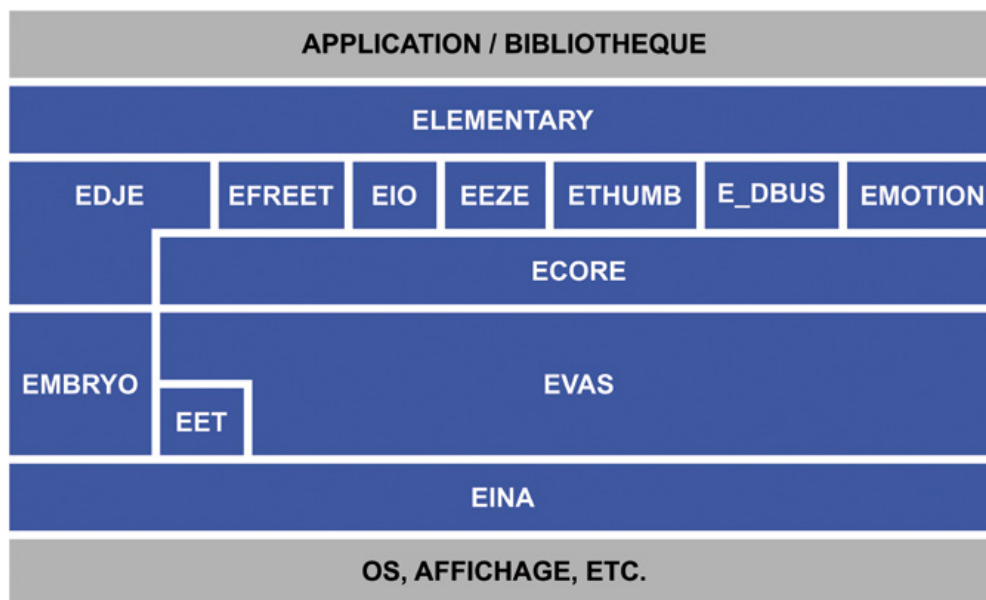 APPLICATION / BIBLIOTHEQUE
ELEMENTARY
EDJE
EFREET
EIO
EEZE
ETHUMB
E_DBUS
EMOTION
ECORE
EMBRYO
EVAS
EET
EINA
OS, AFFICHAGE, ETC.